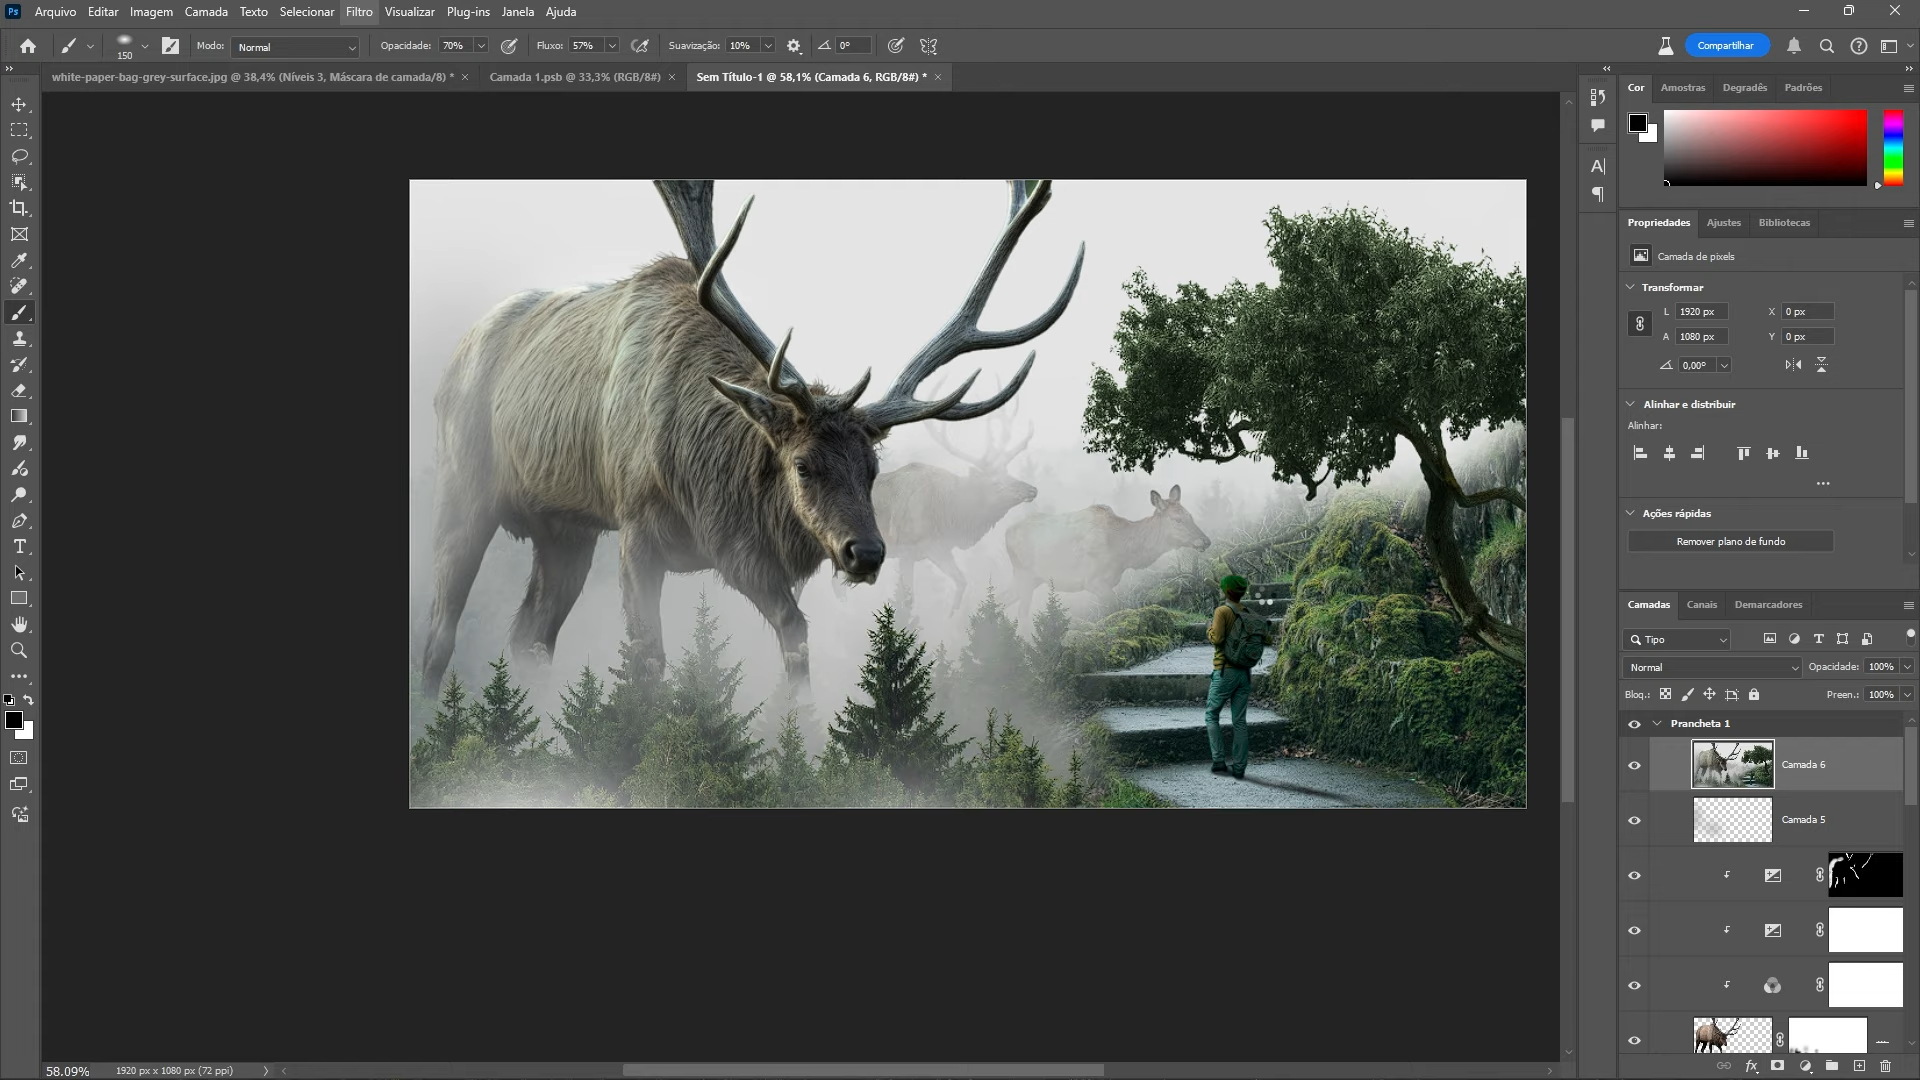 Ps Arquivo Editar Imagem Camada Texto Selecionar Filtro Visualizar Plug-ins Janela Ajuda
150 Modo: Normal Opacidade: 70% Fluxo: 57% Suavização: 10% 0° Compartilhar
white-paper-bag-grey-surface.jpg @ 38,4% (Níveis 3, Máscara de camada/8) * Camada 1.psb @ 33,3% (RGB/8#) Sem Título-1 @ 58,1% (Camada 6, RGB/8#) *
Cor Amostras Degradês Padrões
Propriedades Ajustes Bibliotecas
Camada de pixels
Transformar
L 1920 px X 0 px
A 1080 px Y 0 px
0,00°
Alinhar e distribuir
Alinhar:
Ações rápidas
Remover plano de fundo
Camadas Canais Demarcadores
Tipo
Normal Opacidade: 100%
Bloq.: Preen.: 100%
Prancheta 1
Camada 6
Camada 5
58.09% 1920 px x 1080 px (72 ppi)